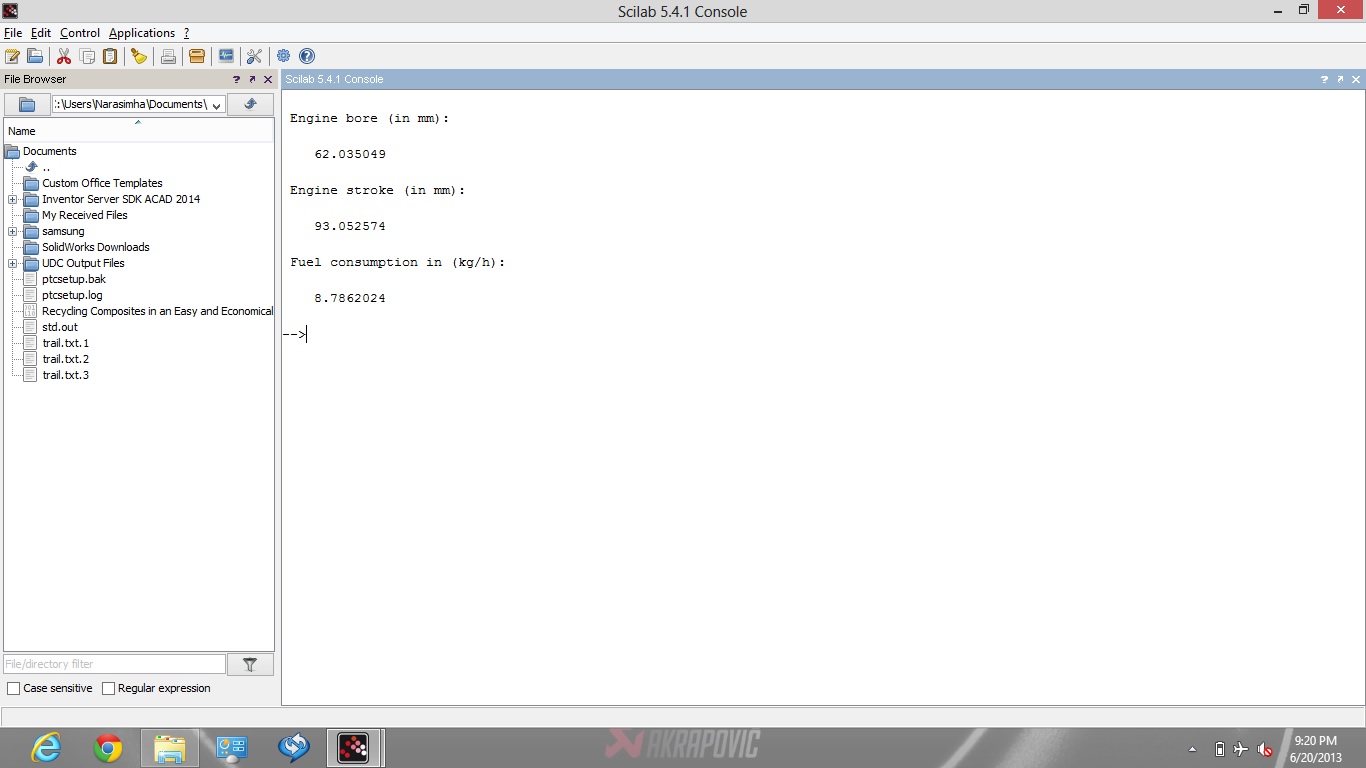 Scilab 5.4.1 Console
File Edit Control Applications ?
File Browser ? 
Scilab 5.4.1 Console ?
:\Users\Narasimha\Documents\
Name
Documents
..
Custom Office Templates
Inventor Server SDK ACAD 2014
My Received Files
samsung
SolidWorks Downloads
UDC Output Files
ptcsetup.bak
ptcsetup.log
Recycling Composites in an Easy and Economical
std.out
trail.txt.1
trail.txt.2
trail.txt.3
File/directory filter
Case sensitive Regular expression
Engine bore (in mm):
62.035049
Engine stroke (in mm):
93.052574
Fuel consumption in (kg/h):
8.7862024
-->
AKRAPOVIC
9:20 PM
6/20/2013